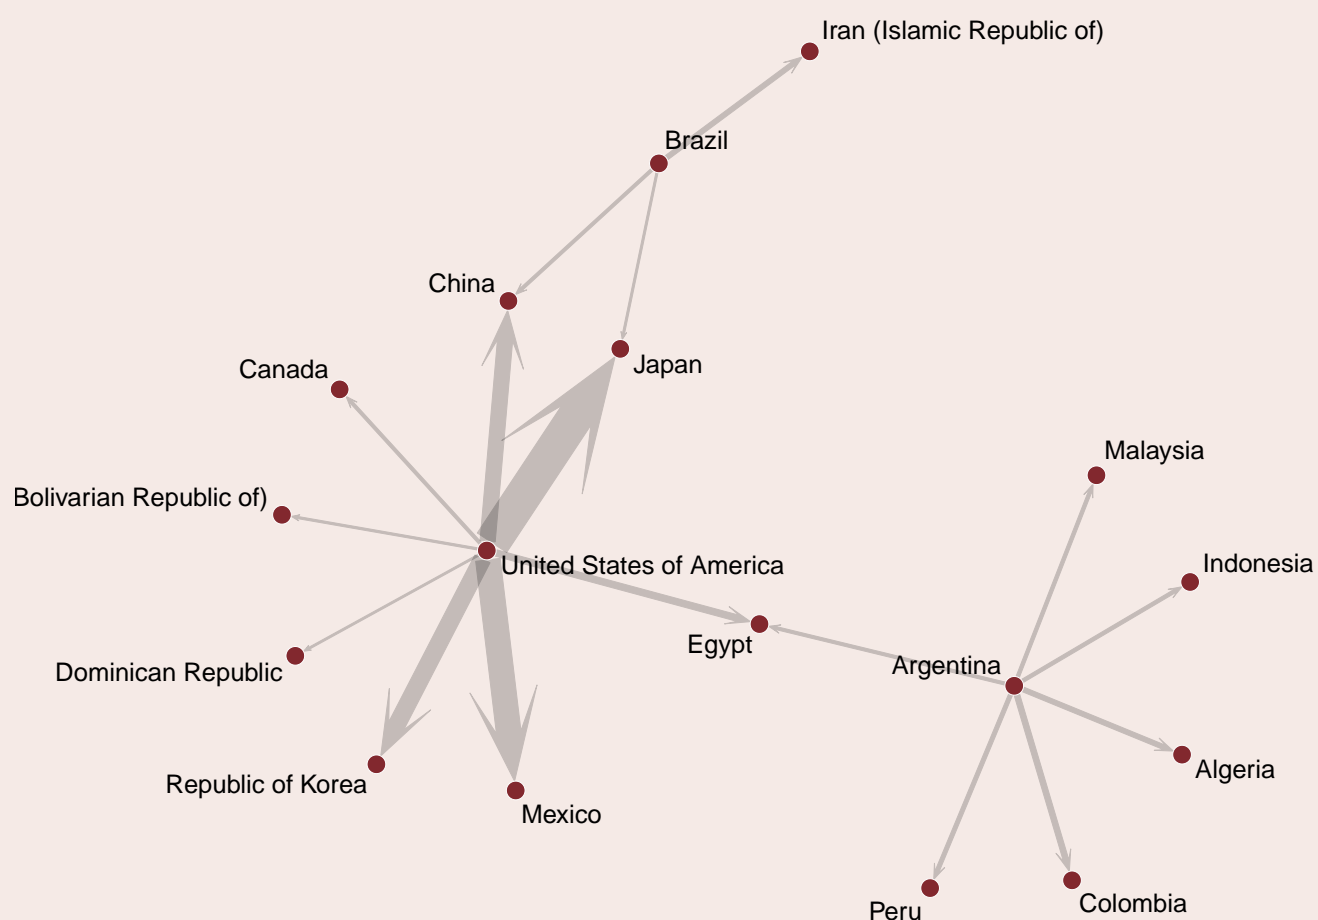 Iran (Islamic Republic of)
Brazil
China
Japan
Canada
Malaysia
Bolivarian Republic of)
Indonesia
United States of America
Egypt
Argentina
Dominican Republic
Republic of Korea
Algeria
Mexico
Colombia
Peru